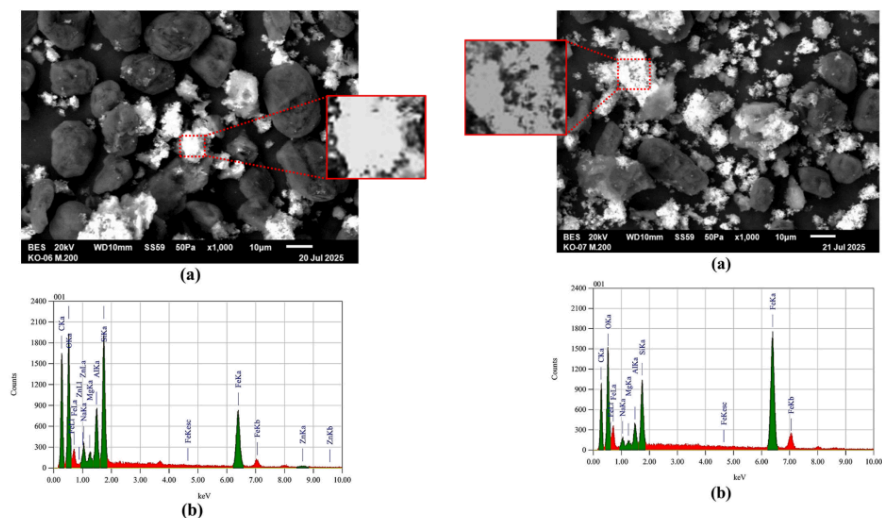 BES 20kV WD10mm SS59 50Pa x1,000 10µm
KO-06 M.200 20 Jul 2025
(a)
BES 20kV WD10mm SS59 50Pa x1,000 10µm
KO-07 M.200 21 Jul 2025
(a)
001
2400
2100
1800
1500
1200
900
600
300
0
Counts
CKa
OKa
FeLl
FeLa
ZnLl
ZnLa
NaKa
MgKa
AlKa
SiKa
FeKesc
FeKa
FeKb
ZnKa
ZnKb
0.00 1.00 2.00 3.00 4.00 5.00 6.00 7.00 8.00 9.00 10.00
keV
(b)
001
2400
2100
1800
1500
1200
900
600
300
0
Counts
CKa
OKa
FeLl
FeLa
NaKa
MgKa
AlKa
SiKa
FeKesc
FeKa
FeKb
0.00 1.00 2.00 3.00 4.00 5.00 6.00 7.00 8.00 9.00 10.00
keV
(b)